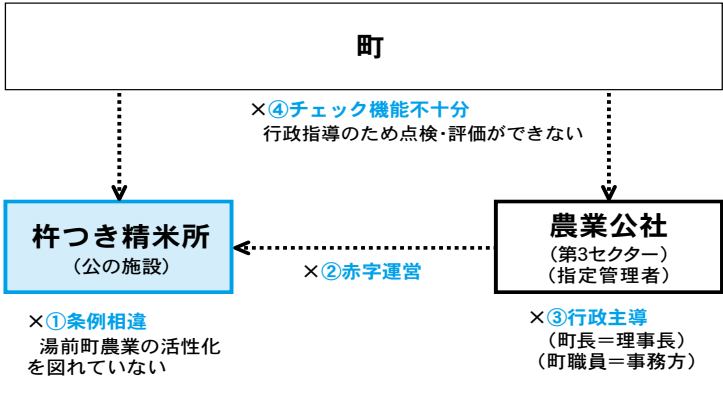 町
×④チェック機能不十分
行政指導のため点検・評価ができない
杵つき精米所
（公の施設）
農業公社
（第3セクター）
（指定管理者）
×②赤字運営
×①条例相違
湯前町農業の活性化
を図れていない
×③行政主導
（町長＝理事長）
（町職員＝事務方）